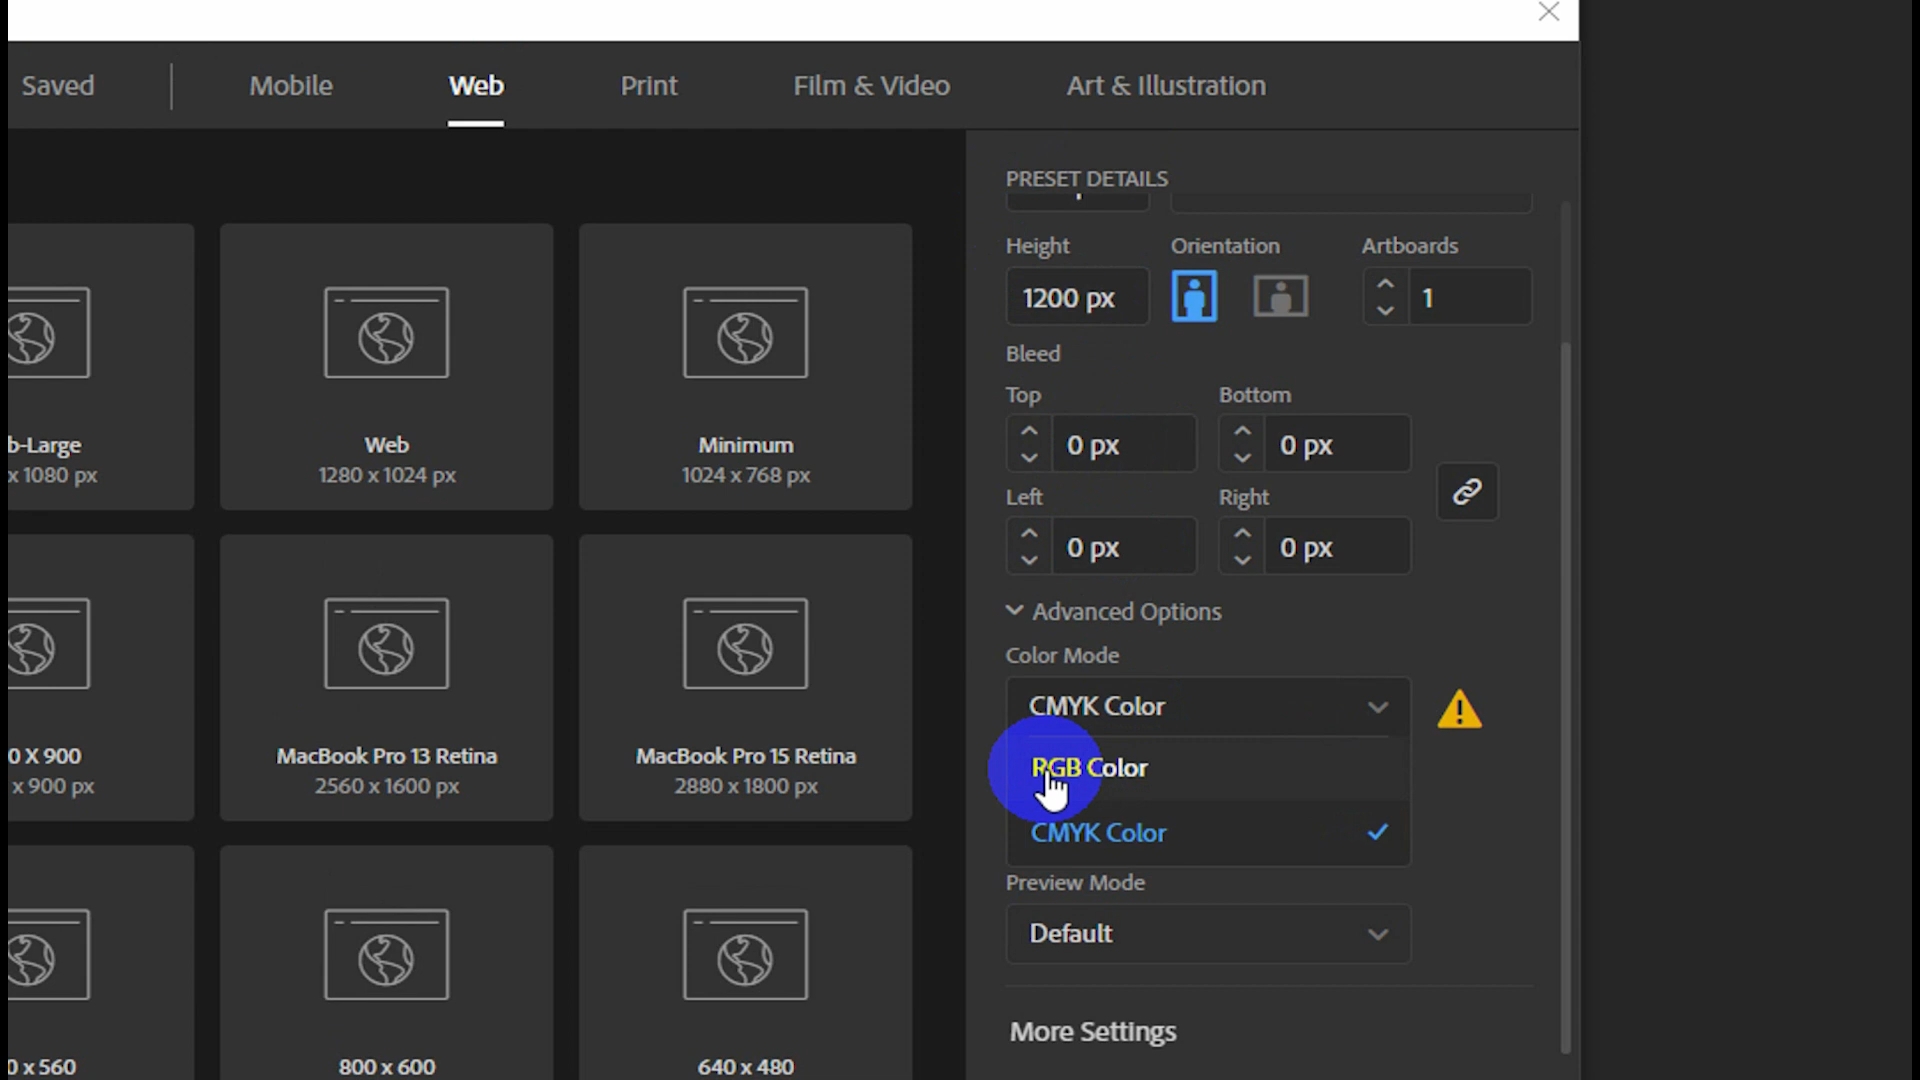 Saved
Mobile
Web
Print
Film & Video
Art & Illustration
PRESET DETAILS
Height
Orientation
Artboards
1200 px
1
Bleed
Top
Bottom
0 px
0 px
Left
Right
0 px
0 px
Advanced Options
Color Mode
CMYK Color
RGB Color
CMYK Color
Preview Mode
Default
More Settings
b-Large
x 1080 px
Web
1280 x 1024 px
Minimum
1024 x 768 px
0 X 900
x 900 px
MacBook Pro 13 Retina
2560 x 1600 px
MacBook Pro 15 Retina
2880 x 1800 px
0 x 560
800 x 600
640 x 480